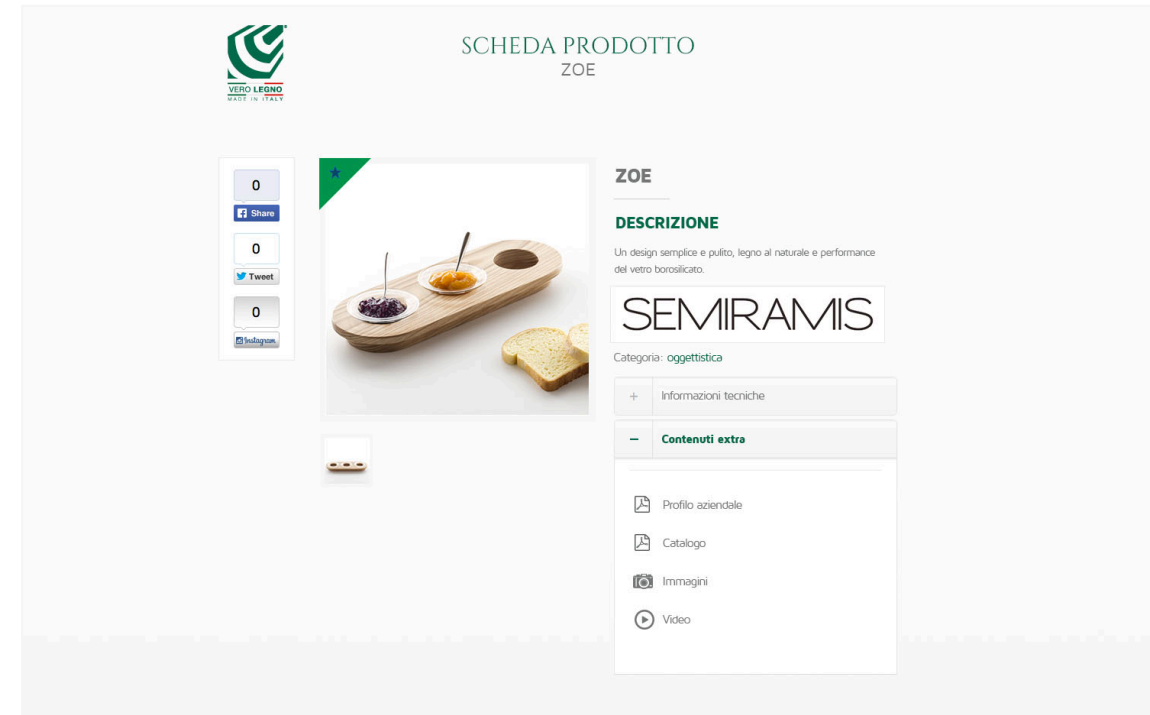 SCHEDA PRODOTTO
ZOE
VERO LEGNO
MADE IN ITALY
0
Share
0
Tweet
0
Instagram
ZOE
DESCRIZIONE
Un design semplice e pulito, legno al naturale e performance
del vetro borosilicato.
SEMIRAMIS
Categoria: oggettistica
+ Informazioni tecniche
− Contenuti extra
Profilo aziendale
Catalogo
Immagini
Video